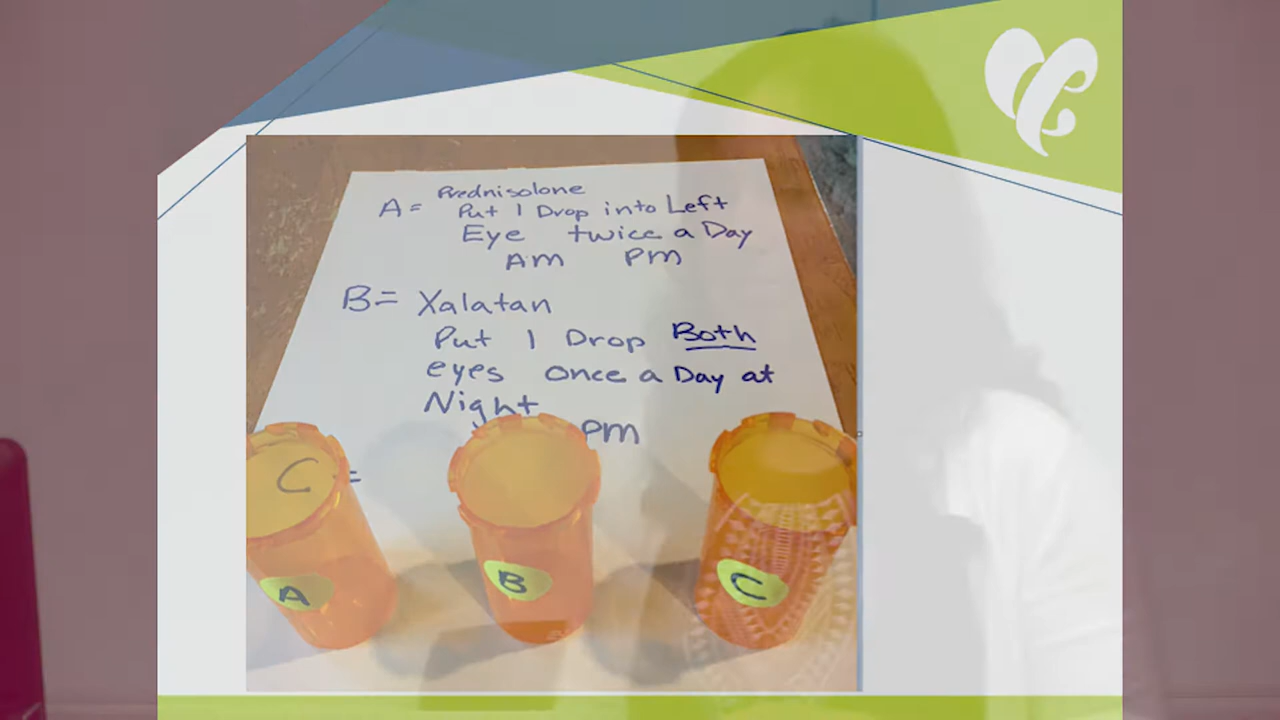 Prednisolone
A = Put 1 Drop into Left
Eye twice a Day
AM PM
B = Xalatan
Put 1 Drop Both
eyes once a Day at
Night
PM
C =
A
B
C